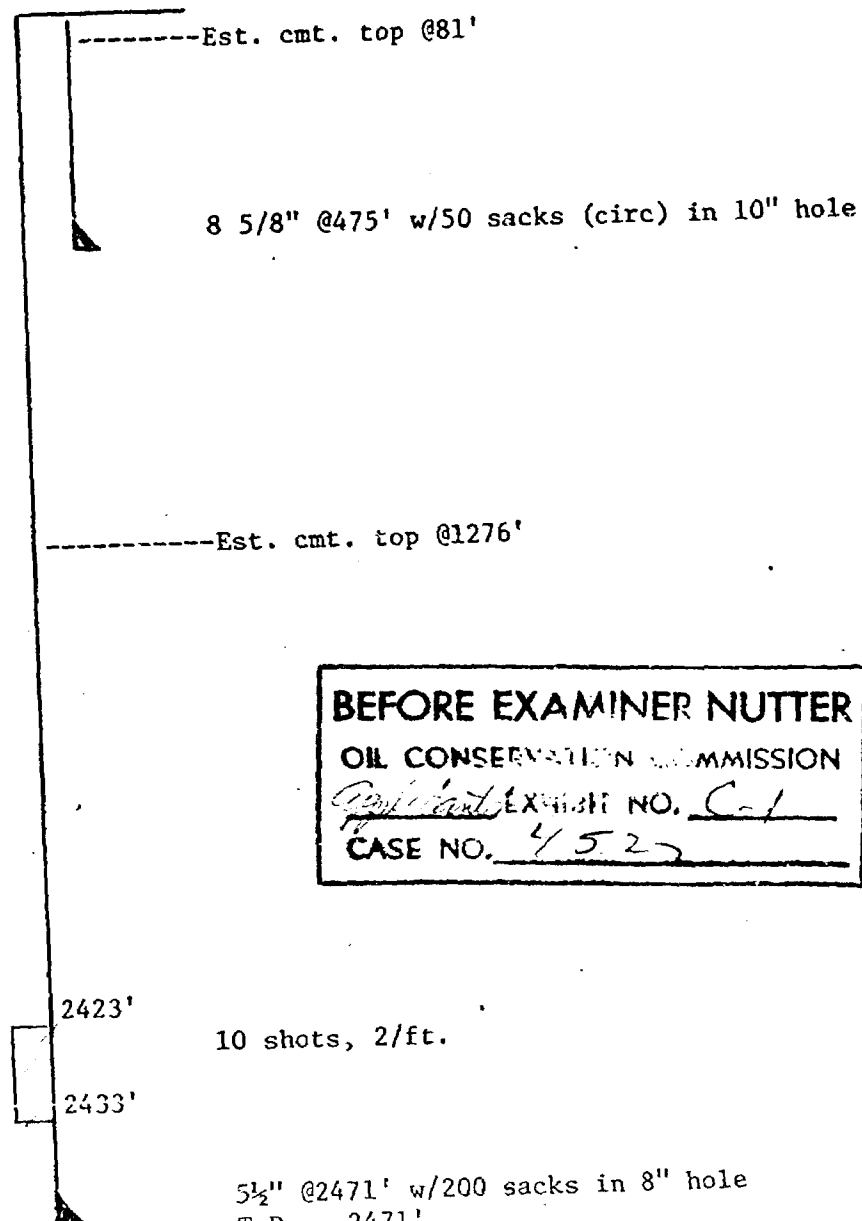 --------Est. cmt. top @81'
8 5/8" @475' w/50 sacks (circ) in 10" hole
-----------Est. cmt. top @1276'
BEFORE EXAMINER NUTTER
OIL CONSERVATION COMMISSION
EXHIBIT NO. C-1
CASE NO. 4522
2423'
10 shots, 2/ft.
2433'
5½" @2471' w/200 sacks in 8" hole
2471'